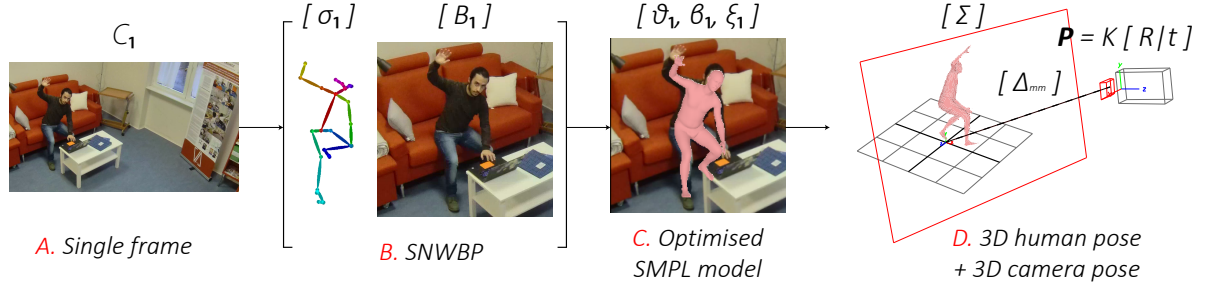 C₁
[ σ₁ ]
[ B₁ ]
[ ϑ₁, β₁, ξ₁ ]
[ Σ ]
P = K [ R|t ]
[ Δmm ]
y
z
A. Single frame
B. SNWBP
C. Optimised
SMPL model
D. 3D human pose
+ 3D camera pose